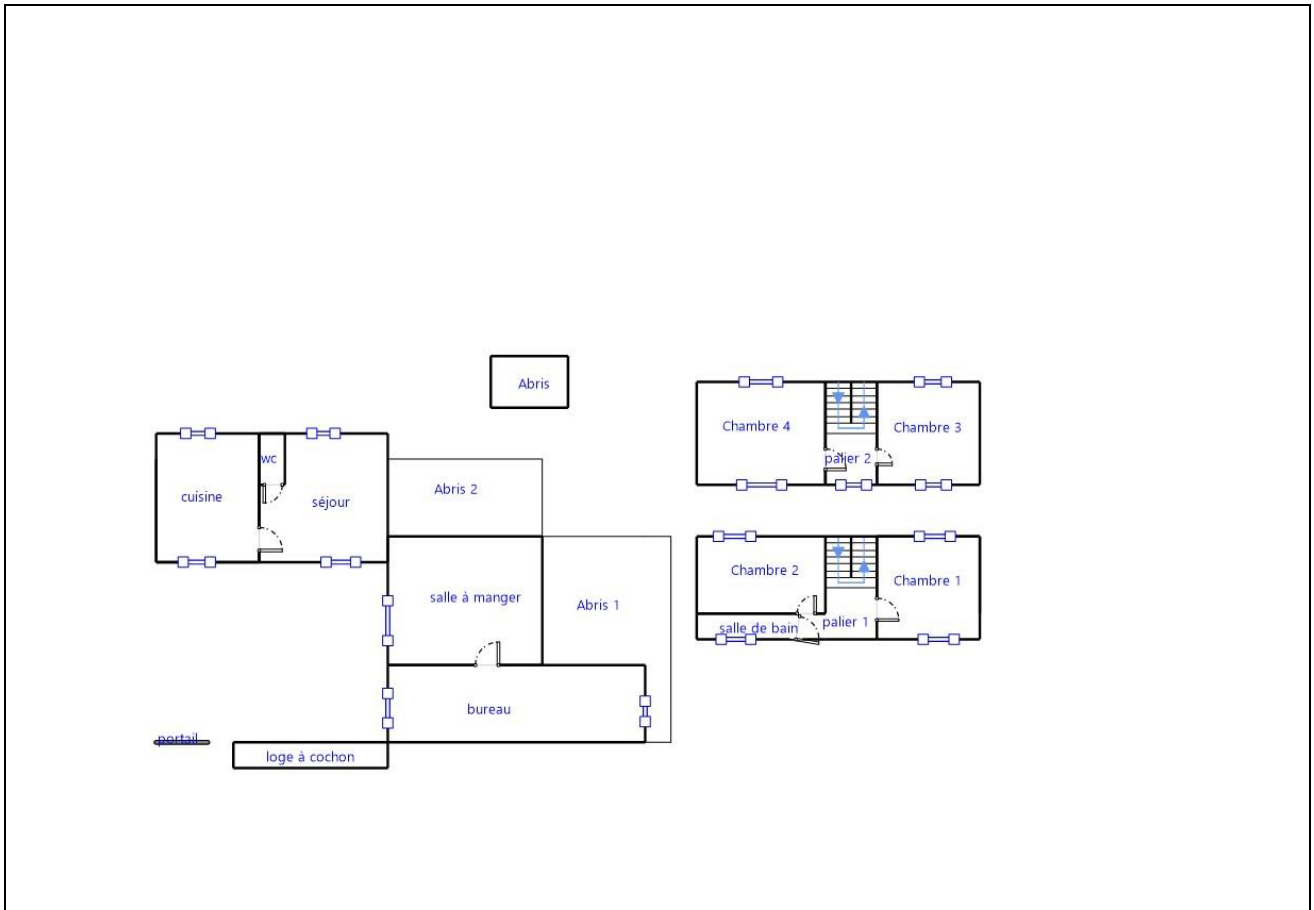 Abris
Chambre 4
Chambre 3
palier 2
wc
cuisine
séjour
Abris 2
Chambre 2
Chambre 1
salle à manger
Abris 1
salle de bain
palier 1
bureau
portail
loge à cochon